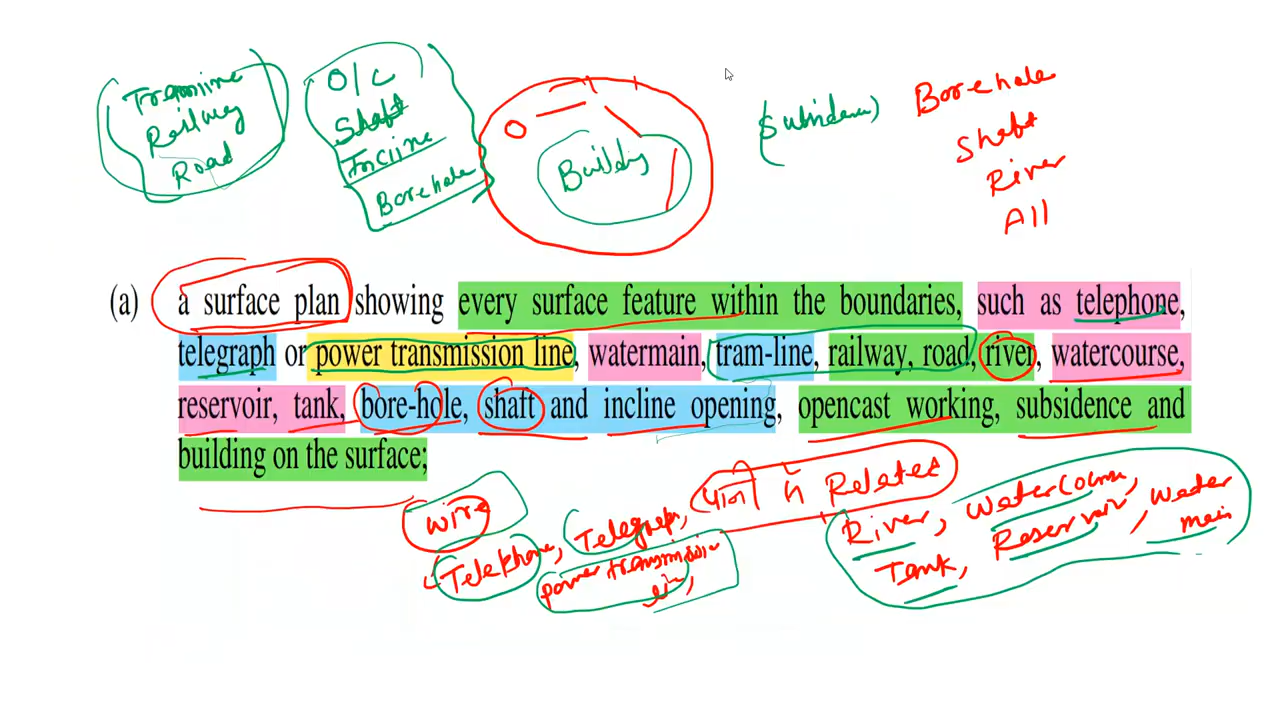 Tramline
Railway
Road
O/C
Shaft
Incline
Borehole
Building
(Subsidence)
Borehole
Shaft
River
All
(a) a surface plan showing every surface feature within the boundaries, such as telephone,
telegraph or power transmission line, watermain, tram-line, railway, road, river, watercourse,
reservoir, tank, bore-hole, shaft and incline opening, opencast working, subsidence and
building on the surface;
wire
Telephone, Telegraph,
power transmission
line,
पानी से Related
River, Watercourse,
Tank, Reservoir, Water
main